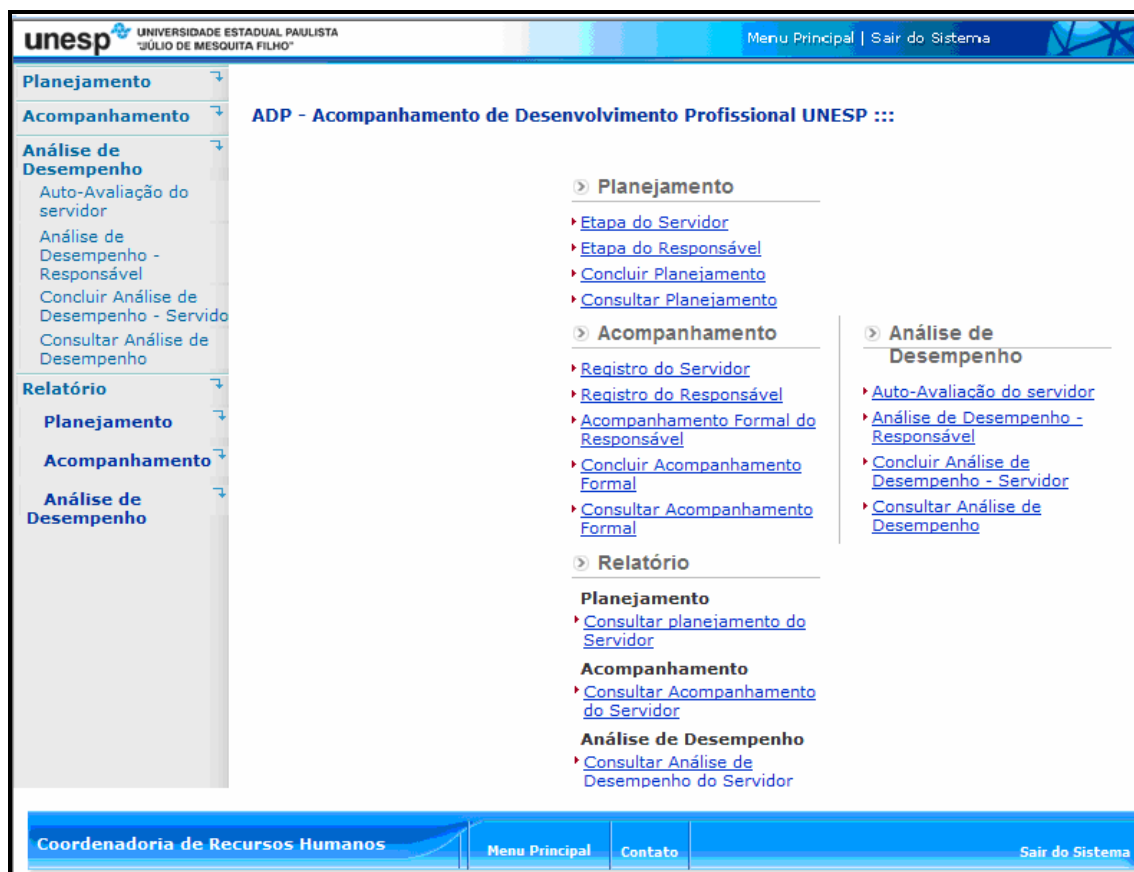 unesp
UNIVERSIDADE ESTADUAL PAULISTA
"JÚLIO DE MESQUITA FILHO"
Menu Principal | Sair do Sistema
Planejamento
Acompanhamento
Análise de
Desempenho
Auto-Avaliação do
servidor
Análise de
Desempenho -
Responsável
Concluir Análise de
Desempenho - Servido
Consultar Análise de
Desempenho
Relatório
Planejamento
Acompanhamento
Análise de
Desempenho
ADP - Acompanhamento de Desenvolvimento Profissional UNESP :::
Planejamento
Etapa do Servidor
Etapa do Responsável
Concluir Planejamento
Consultar Planejamento
Acompanhamento
Registro do Servidor
Registro do Responsável
Acompanhamento Formal do
Responsável
Concluir Acompanhamento
Formal
Consultar Acompanhamento
Formal
Análise de
Desempenho
Auto-Avaliação do servidor
Análise de Desempenho -
Responsável
Concluir Análise de
Desempenho - Servidor
Consultar Análise de
Desempenho
Relatório
Planejamento
Consultar planejamento do
Servidor
Acompanhamento
Consultar Acompanhamento
do Servidor
Análise de Desempenho
Consultar Análise de
Desempenho do Servidor
Coordenadoria de Recursos Humanos
Menu Principal
Contato
Sair do Sistema